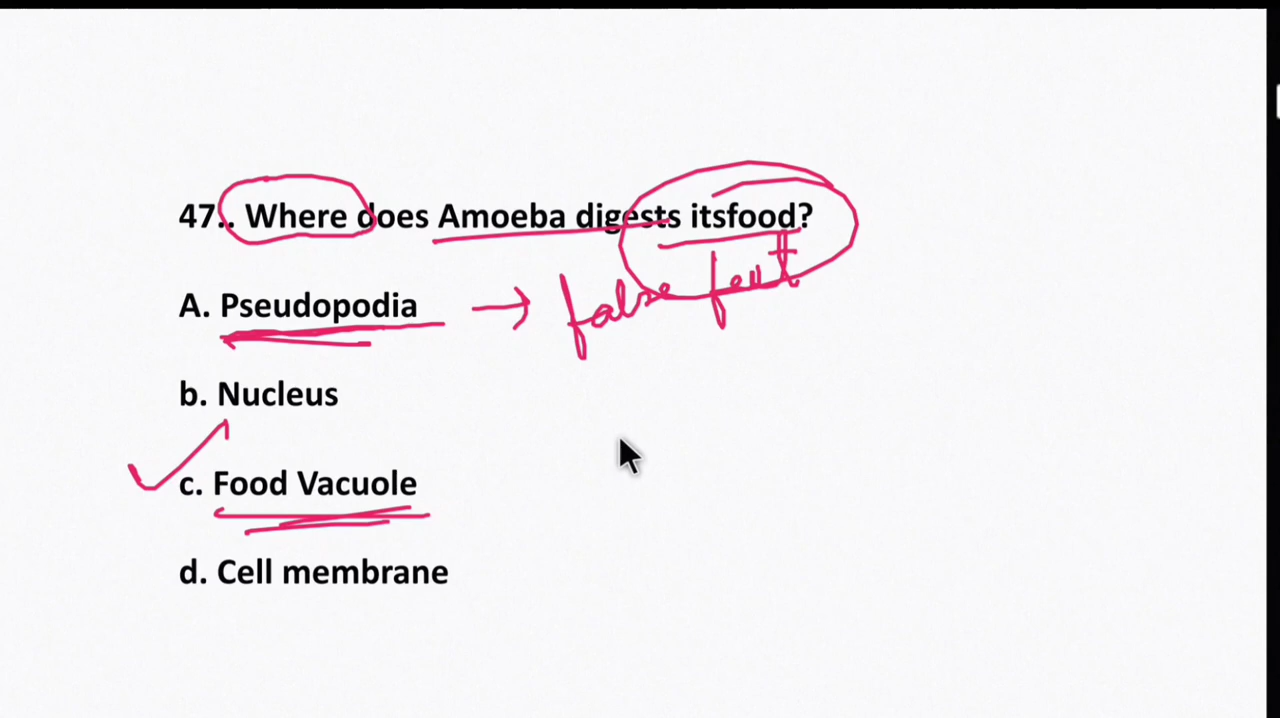 47.. Where does Amoeba digests itsfood?
A. Pseudopodia → false feet
b. Nucleus
c. Food Vacuole
d. Cell membrane